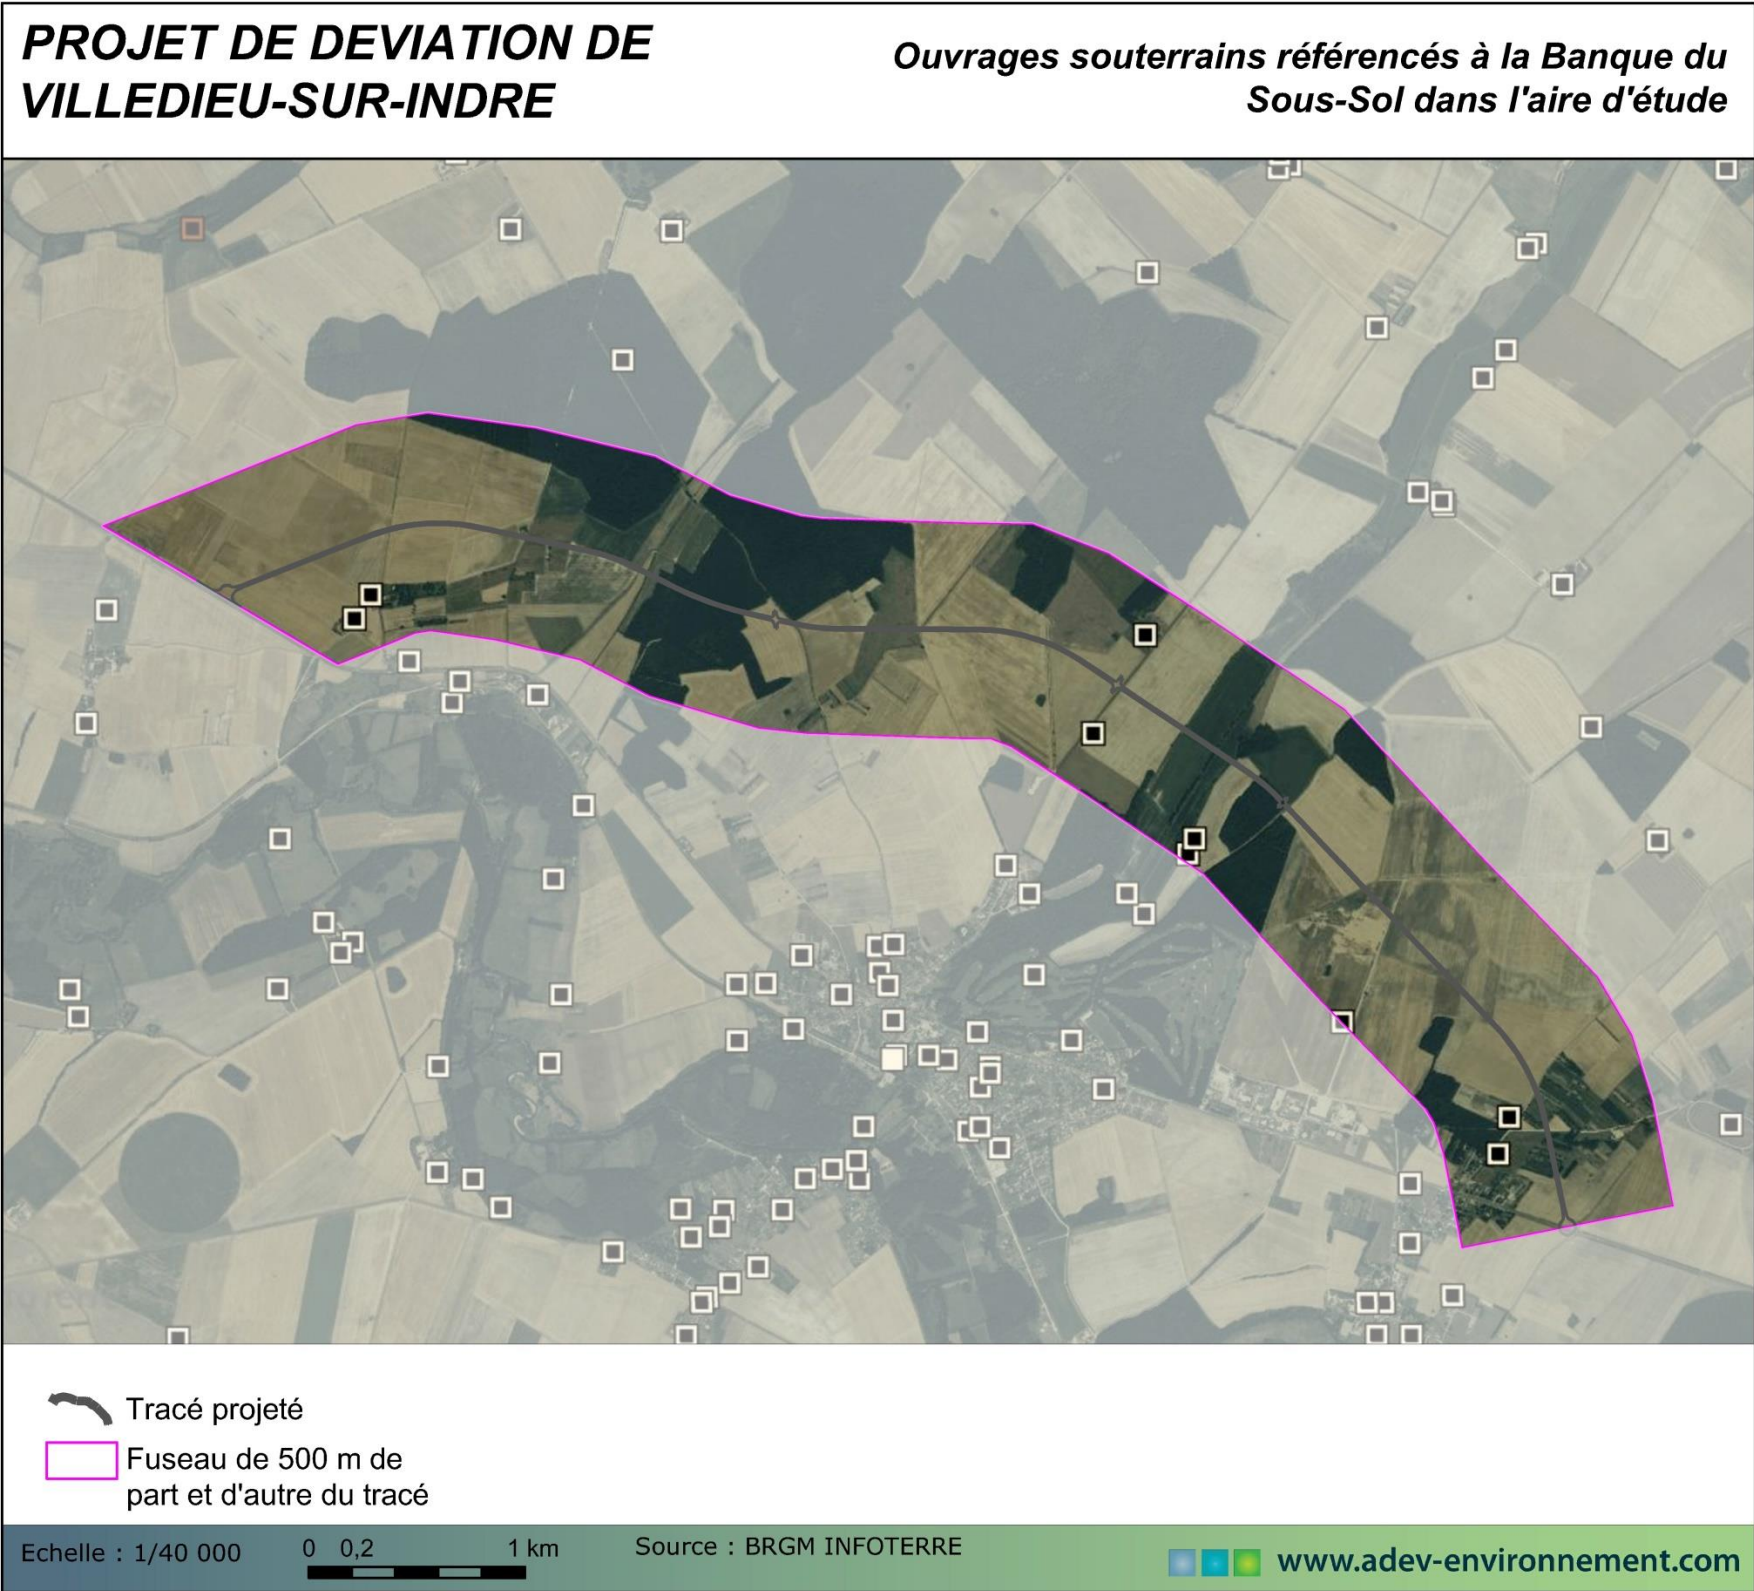 PROJET DE DEVIATION DE
VILLEDIEU-SUR-INDRE
Ouvrages souterrains référencés à la Banque du
Sous-Sol dans l'aire d'étude
Tracé projeté
Fuseau de 500 m de
part et d'autre du tracé
Echelle : 1/40 000
0 0,2 1 km
Source : BRGM INFOTERRE
www.adev-environnement.com